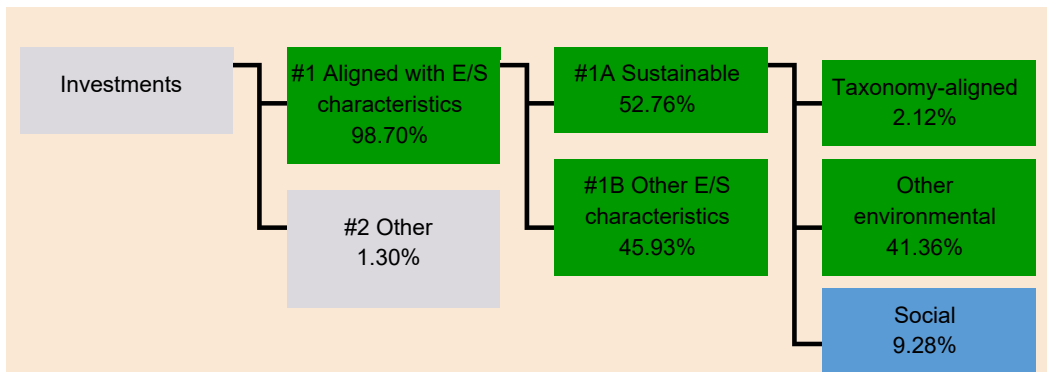 Investments
#1 Aligned with E/S
characteristics
98.70%
#2 Other
1.30%
#1A Sustainable
52.76%
#1B Other E/S
characteristics
45.93%
Taxonomy-aligned
2.12%
Other
environmental
41.36%
Social
9.28%